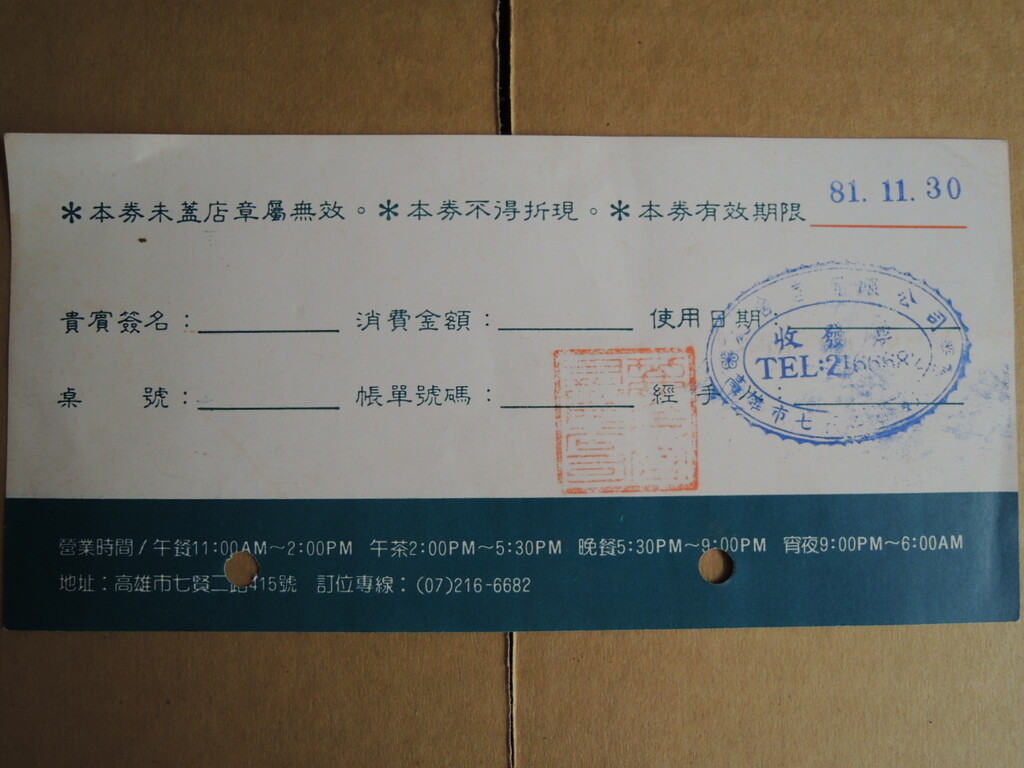 ＊本券未蓋店章屬無效。＊本券不得折現。＊本券有效期限 81.11.30
貴賓簽名： 消費金額： 使用日期：
桌 號： 帳單號碼： 經手
收發
TEL:2166682
雄市七
營業時間/午餐11:00AM～2:00PM 午茶2:00PM～5:30PM 晚餐5:30PM～9:00PM 宵夜9:00PM～6:00AM
地址：高雄市七賢二路415號 訂位專線：(07)216-6682